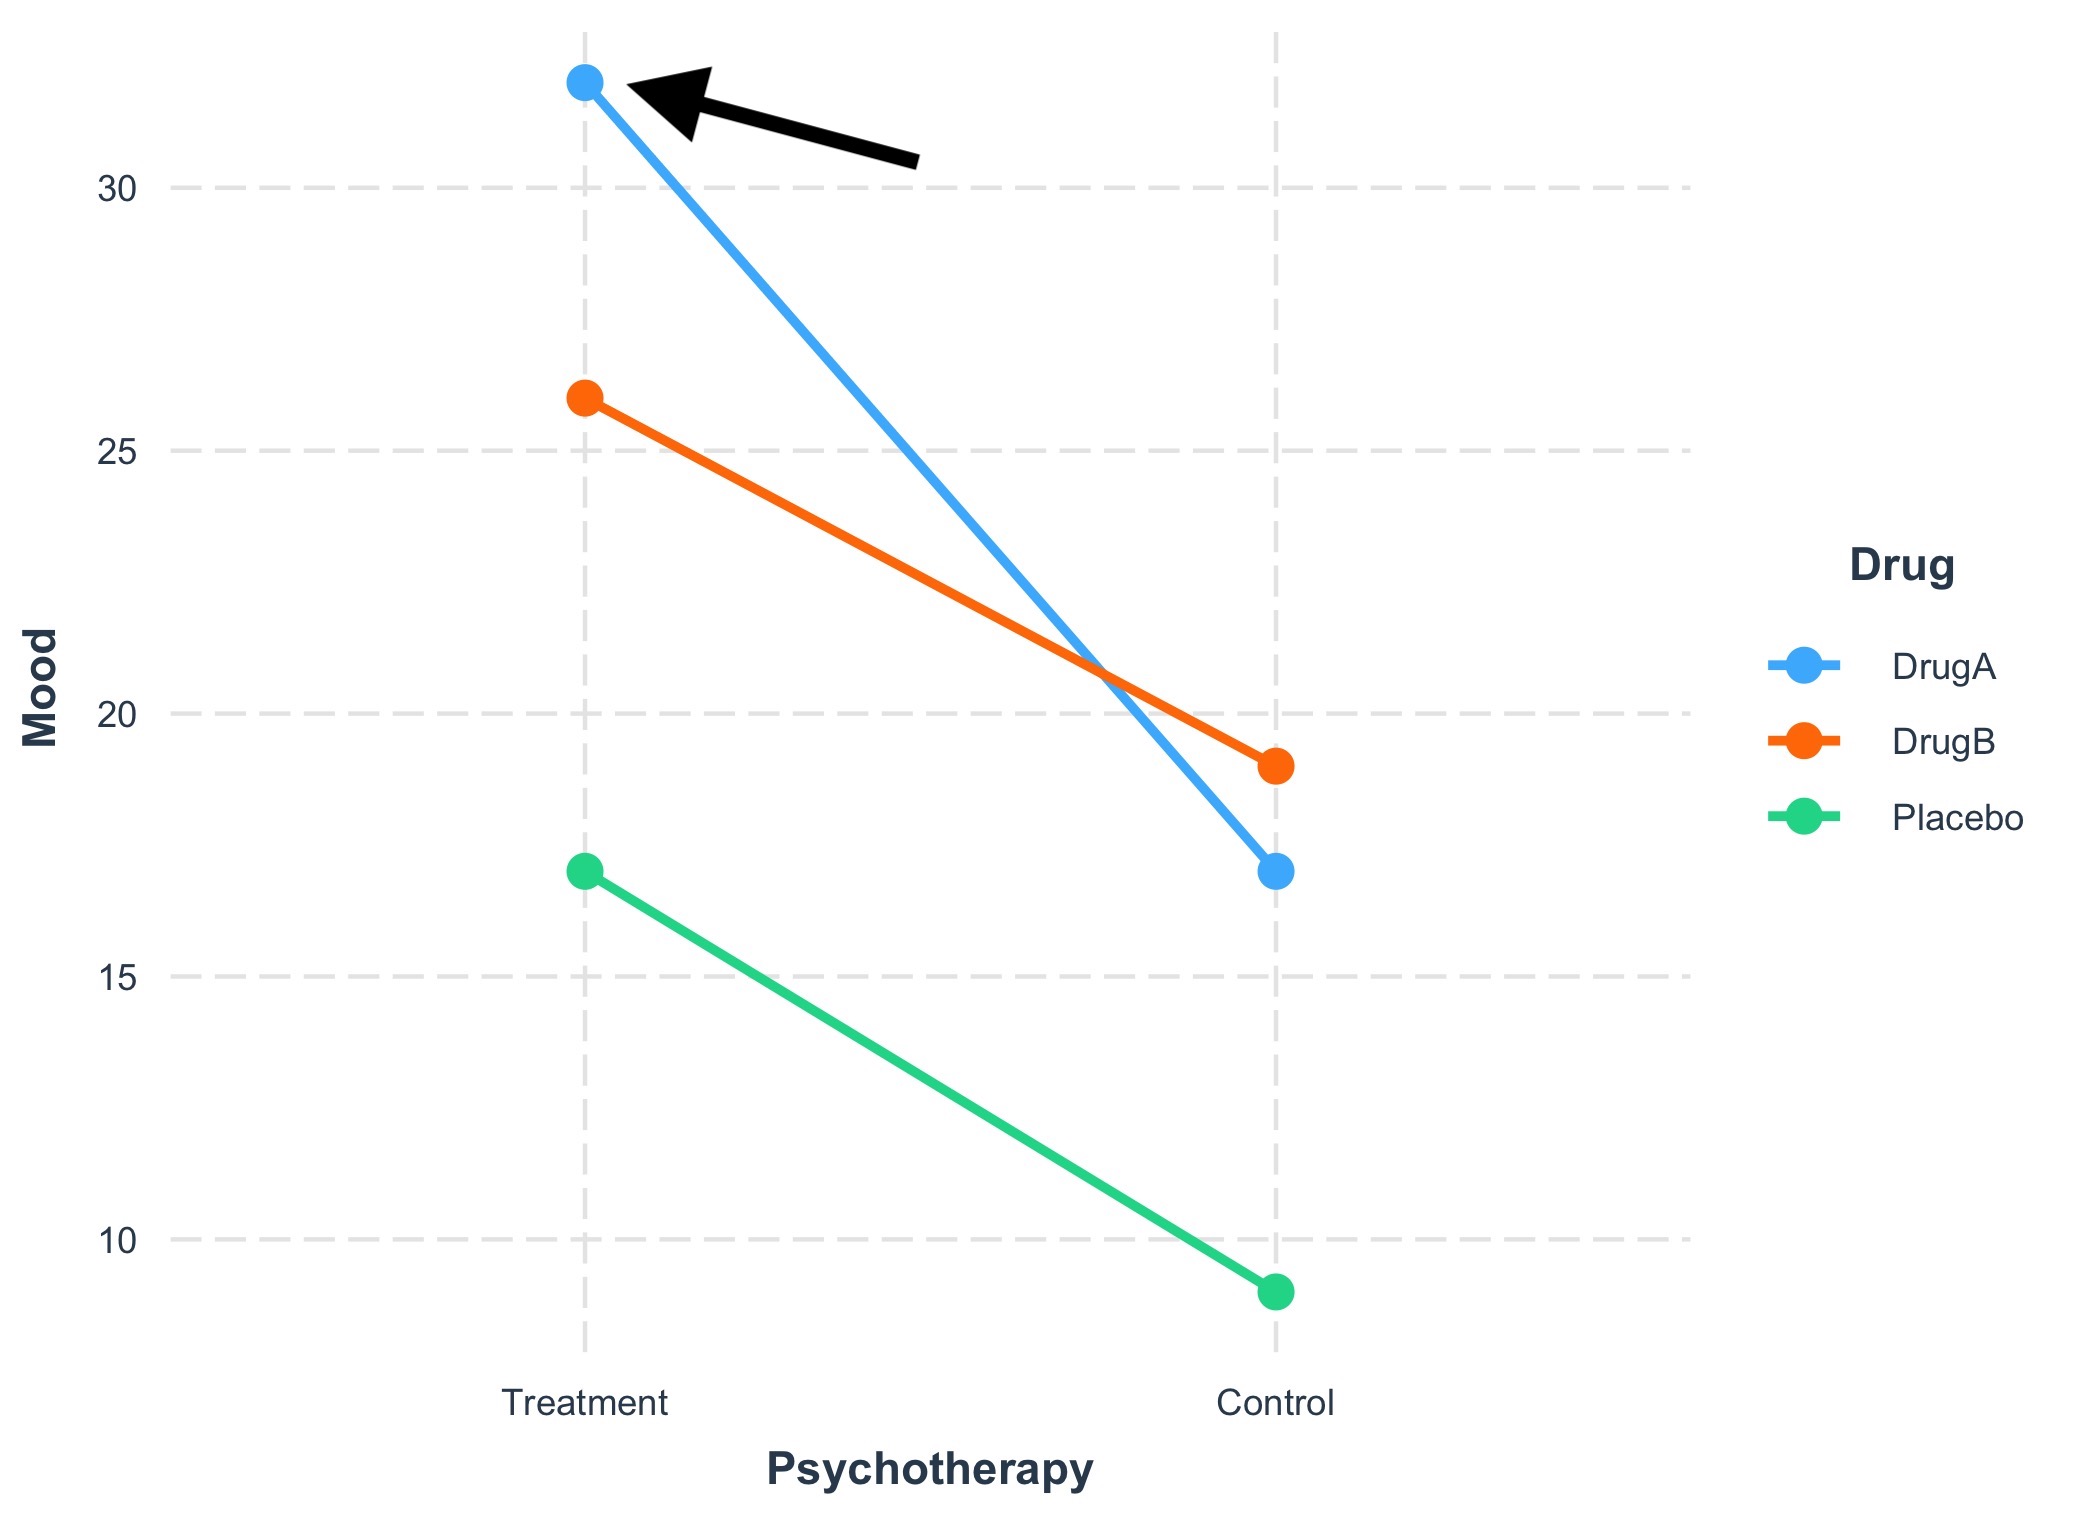 30
25
20
15
10
Mood
Treatment
Control
Psychotherapy
Drug
DrugA
DrugB
Placebo